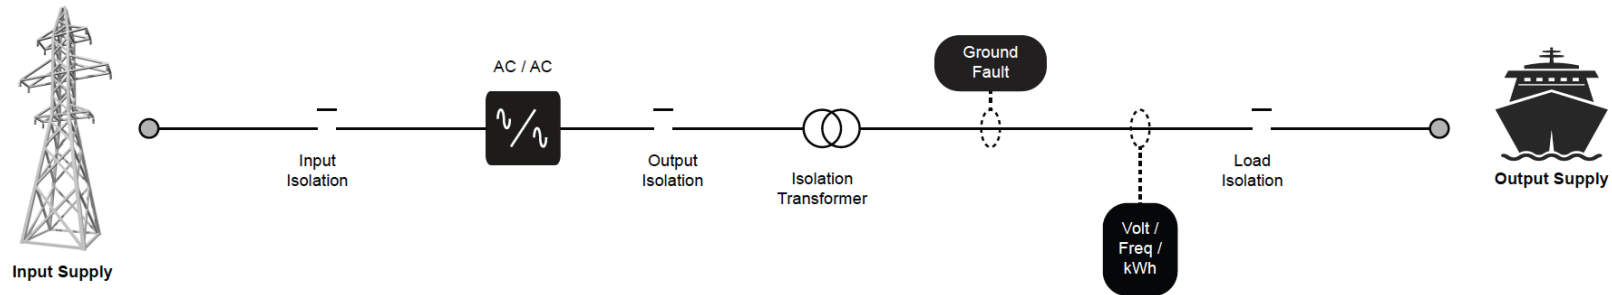 AC / AC
Ground
Fault
Input
Isolation
Output
Isolation
Isolation
Transformer
Load
Isolation
Volt /
Freq /
kWh
Input Supply
Output Supply